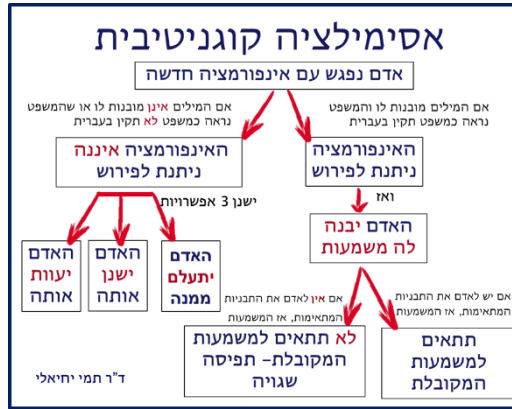 אסימילציה קוגניטיבית
אדם נפגש עם אינפורמציה חדשה
אם המילים מובנות לו והמשפט
נראה כמשפט תקין בעברית
אם המילים אינן מובנות לו או שהמשפט
נראה כמשפט לא תקין בעברית
האינפורמציה
ניתנת לפירוש
האינפורמציה איננה
ניתנת לפירוש
ואז
ישנן 3 אפשרויות
האדם יבנה
לה משמעות
האדם
יתעלם
ממנה
האדם
ישנן
אותה
האדם
יעוות
אותה
אם יש לאדם את התבניות
המתאימות, אז המשמעות
אם אין לאדם את התבניות
המתאימות, אז המשמעות
תתאים
למשמעות
המקובלת
לא תתאים למשמעות
המקובלת- תפיסה
שגויה
ד"ר תמי יחיאלי